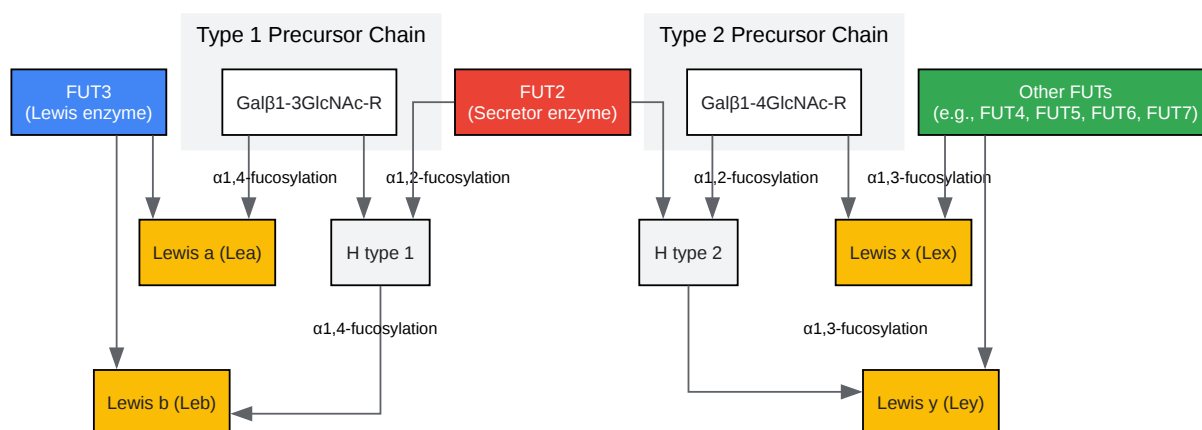 Type 1 Precursor Chain
Type 2 Precursor Chain
FUT3
(Lewis enzyme)
Galβ1-3GlcNAc-R
FUT2
(Secretor enzyme)
Galβ1-4GlcNAc-R
Other FUTs
(e.g., FUT4, FUT5, FUT6, FUT7)
α1,4-fucosylation
α1,2-fucosylation
α1,2-fucosylation
α1,3-fucosylation
Lewis a (Lea)
H type 1
H type 2
Lewis x (Lex)
α1,4-fucosylation
α1,3-fucosylation
Lewis b (Leb)
Lewis y (Ley)